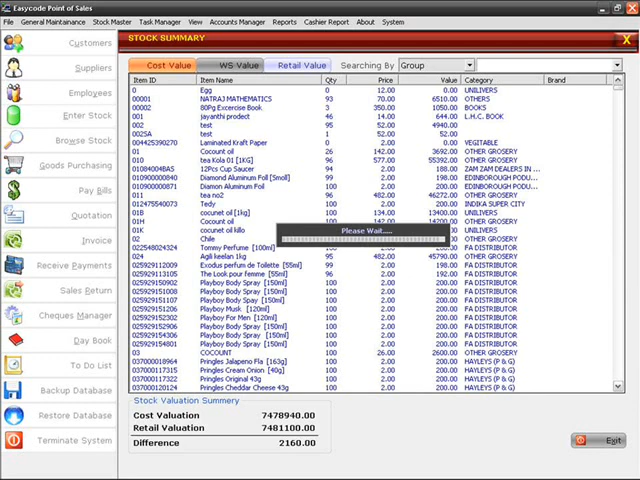 Easycode Point of Sales
File General Maintainance Stock Master Task Manager View Accounts Manager Reports Cashier Report About System
Customers
Suppliers
Employees
Enter Stock
Browse Stock
Goods Purchasing
Pay Bills
Quotation
Invoice
Receive Payments
Sales Return
Cheques Manager
Day Book
To Do List
Backup Database
Restore Database
Terminate System
STOCK SUMMARY X
Cost Value WS Value Retail Value Searching By Group
Item ID Item Name Qty Price Value Category Brand
0 Egg 0 12.00 0.00 UNILIVERS
00001 NATRAJ MATHEMATICS 93 70.00 6510.00 OTHERS
00002 80Pg Excercise Book. 3 350.00 1050.00 BOOKS
001 jayanthi prodect 46 14.00 644.00 L.H.C. BOOK
002 test 95 52.00 4940.00
002SA test 1 52.00 52.00
004425390270 Laminated Kraft Paper 0 2.00 0.00 VEGITABLE
01 Cocount oil 26 142.00 3692.00 OTHER GROSERY
010 tea Kola 01 [1KG] 96 577.00 55392.00 OTHER GROSERY
01084004BA5 12Pcs Cup Saucer 94 2.00 188.00 ZAM ZAM DEALERS IN ...
010900000840 Diamond Aluminum Foil [Smoll] 99 2.00 198.00 EDINBOROUGH PODU...
010900000871 Diamon Aluminum Foil 100 2.00 200.00 EDINBOROUGH PODU...
011 tea no2 96 482.00 46272.00 OTHER GROSERY
012475540073 Tedy 100 2.00 200.00 INDIKA SUPER CITY
01B cocunet oil [1kg] 100 134.00 13400.00 UNILIVERS
01H Cocount oil 100 142.00 14200.00 OTHER GROSERY
01K cocunet oil killo UNILIVERS
02 Chile OTHER GROSERY
022548024324 Tommy Perfume [100ml] 100 2.00 200.00 FA DISTRIBUTOR
024 Agili keelan 1kg 95 482.00 45790.00 OTHER GROSERY
025929112009 Exodus parfum de Toilette [55ml] 99 2.00 198.00 FA DISTRIBUTOR
025929113105 The Look pour femme [55ml] 96 2.00 192.00 FA DISTRIBUTOR
025929150902 Playboy Body Spray [150ml] 100 2.00 200.00 FA DISTRIBUTOR
025929151008 Playboy Body Spray [150ml] 100 2.00 200.00 FA DISTRIBUTOR
025929151107 Playboy Body Spay [150ml] 100 2.00 200.00 FA DISTRIBUTOR
025929151206 Playboy Musk [120ml] 100 2.00 200.00 FA DISTRIBUTOR
025929152302 Playboy For Men [120ml] 100 2.00 200.00 FA DISTRIBUTOR
025929152906 Playboy Body Spray [150ml] 100 2.00 200.00 FA DISTRIBUTOR
025929154306 Playboy Body Spray [150ml] 100 2.00 200.00 FA DISTRIBUTOR
025929154801 Playboy Body Spray [150ml] 100 2.00 200.00 FA DISTRIBUTOR
03 COCOUNT 100 26.00 2600.00 OTHER GROSERY
037000018964 Pringles Jalapeno Fla [163g] 100 2.00 200.00 HAYLEYS (P & G)
037000117315 Pringles Cream Onion [40g] 100 2.00 200.00 HAYLEYS (P & G)
037000117322 Pringles Original 43g 100 2.00 200.00 HAYLEYS (P & G)
037000120124 Pringles Cheddar Cheese 43g 100 2.00 200.00 HAYLEYS (P & G)
Please Wait.....
Stock Valuation Summery
Cost Valuation 7478940.00
Retail Valuation 7481100.00
Difference 2160.00
Exit